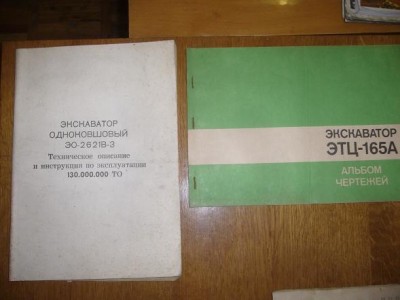 ЭКСКАВАТОР
ОДНОКОВШОВЫЙ
ЭО-2621В-3
Техническое описание
и инструкция по эксплуатации
130.000.000 ТО
ЭКСКАВАТОР
ЭТЦ-165А
АЛЬБОМ
ЧЕРТЕЖЕЙ